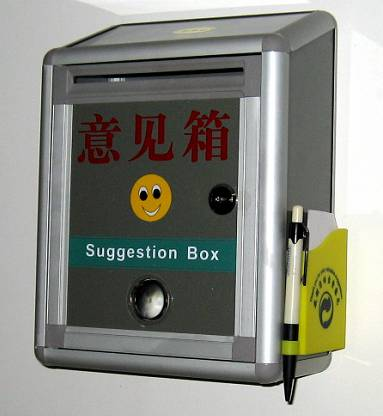 意见箱
Suggestion Box